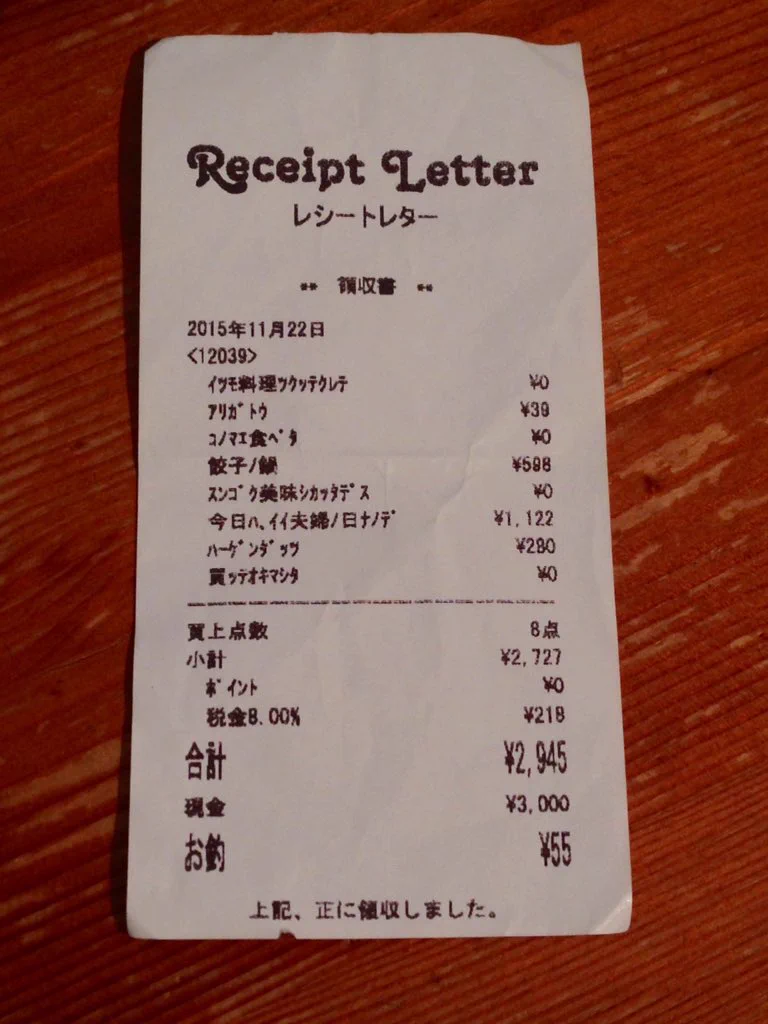 Receipt Letter
レシートレター
** 領収書 **
2015年11月22日
<12039>
ｲﾂﾓ料理ﾂｸｯﾃｸﾚﾃ ¥0
ｱﾘｶﾞﾄｳ ¥39
ｺﾉﾏｴ食ﾍﾞﾀ ¥0
餃子ﾉ鍋 ¥598
ｽﾝｺﾞｸ美味ｼｶｯﾀﾃﾞｽ ¥0
今日ﾊ､ｲｲ夫婦ﾉ日ﾅﾉﾃﾞ ¥1,122
ﾊｰｹﾞﾝﾀﾞｯﾂ ¥280
買ｯﾃｵｷﾏｼﾀ ¥0
買上点数 8点
小計 ¥2,727
ﾎﾟｲﾝﾄ ¥0
税金8.00% ¥218
合計 ¥2,945
現金 ¥3,000
お釣 ¥55
上記、正に領収しました。